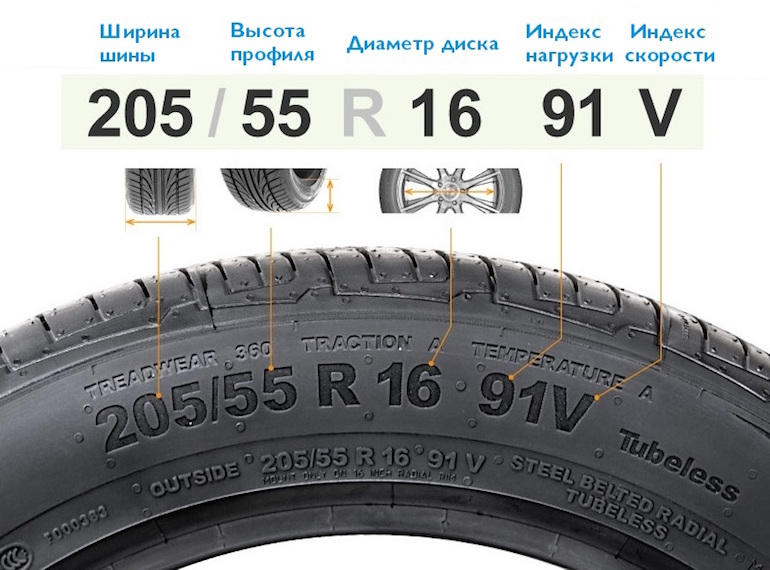 Ширина шины
Высота профиля
Диаметр диска
Индекс нагрузки
Индекс скорости
205 / 55 R 16 91 V
TREADWEAR 360 TRACTION A TEMPERATURE A
205/55 R 16 91V
Tubeless
OUTSIDE 205/55 R 16 91 V
MOUNT ONLY ON 16 INCH RADIAL RIM
STEEL BELTED RADIAL
TUBELESS